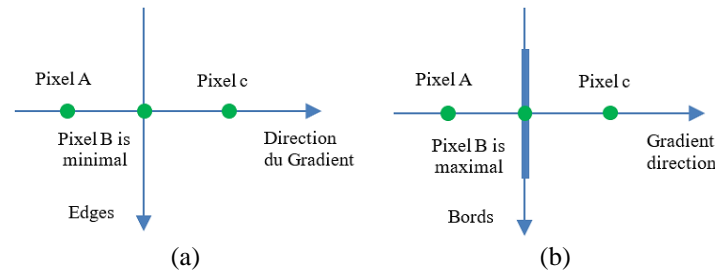 Pixel A
Pixel c
Pixel B is
minimal
Direction
du Gradient
Edges
(a)
Pixel A
Pixel c
Pixel B is
maximal
Gradient
direction
Bords
(b)